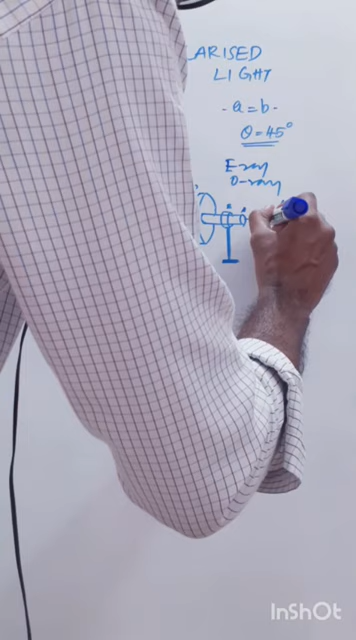 ARISED
LIGHT
- a = b -
θ = 45°
E-ray
O-ray
InShOt